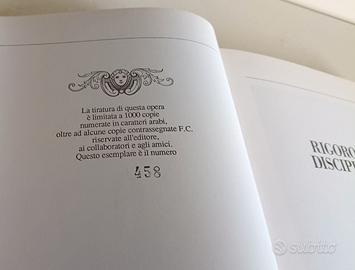 La tiratura di questa opera
è limitata a 1000 copie
numerate in caratteri arabi,
oltre ad alcune copie contrassegnate F.C.
riservate all'editore,
ai collaboratori e agli amici.
Questo esemplare è il numero
458
RIGORO
DISCIP
subito